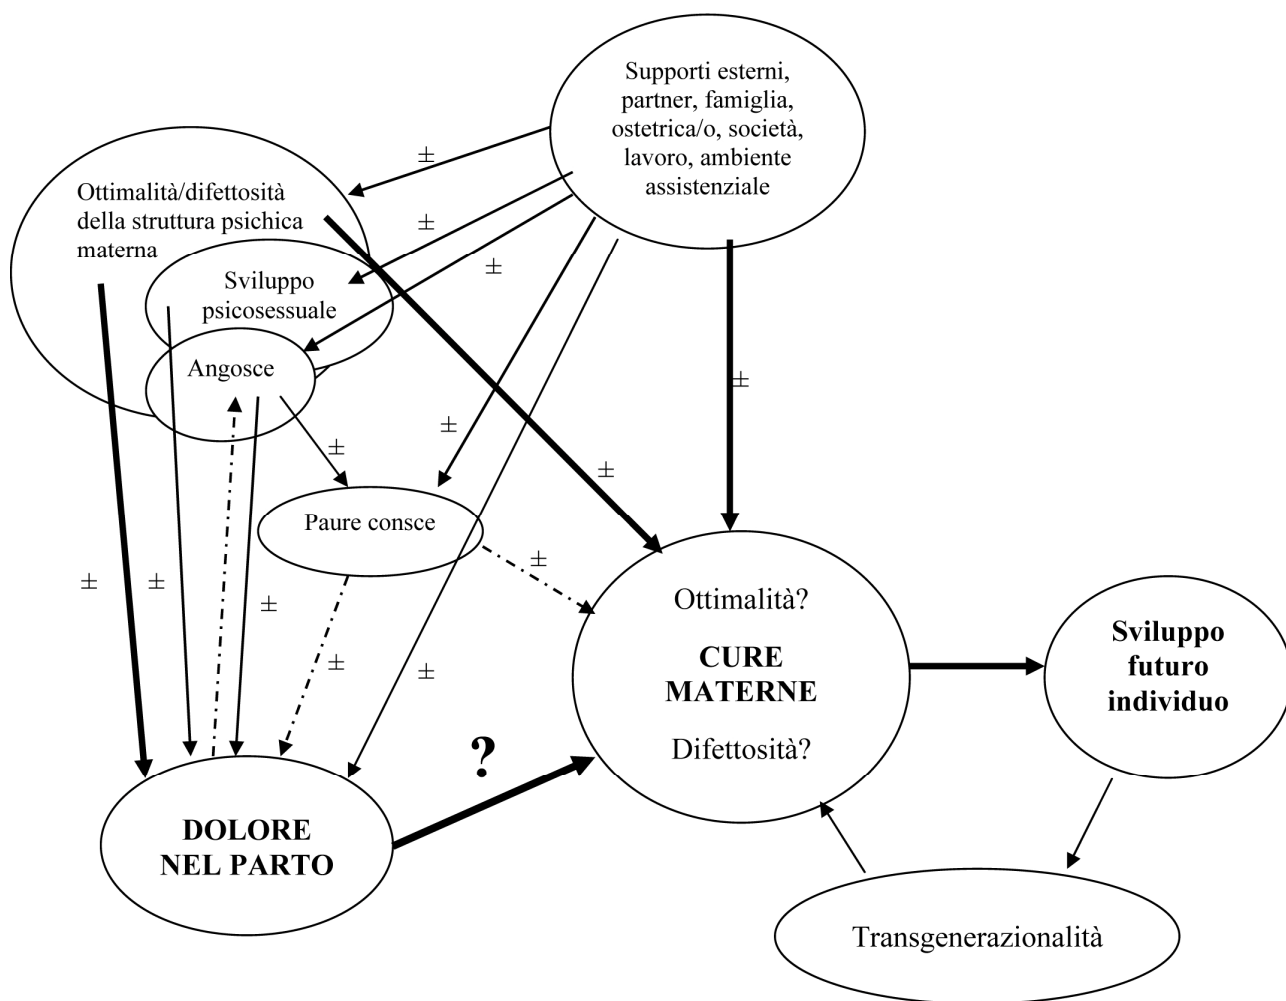 Supporti esterni,
partner, famiglia,
ostetrica/o, società,
lavoro, ambiente
assistenziale
±
Ottimalità/difettosità
della struttura psichica
materna
±
±
Sviluppo
psicosessuale
Angosce
±
±
±
±
Paure consce
±
±
±
±
±
±
Ottimalità?
CURE
MATERNE
Difettosità?
Sviluppo
futuro
individuo
?
DOLORE
NEL PARTO
Transgenerazionalità